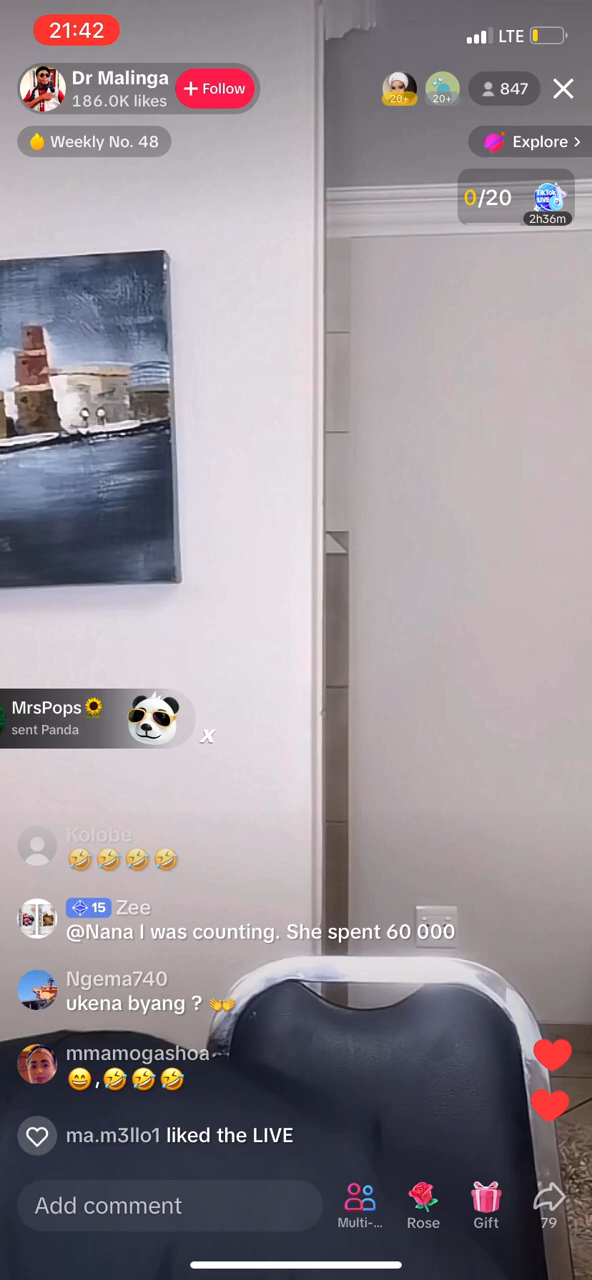 21:42
LTE
Dr Malinga
186.0K likes
+ Follow
20+
20+
847
Weekly No. 48
Explore >
0/20
TikTok LIVE
2h36m
MrsPops🌻
sent Panda
x
Kolobe
🤣🤣🤣🤣
15 Zee
@Nana I was counting. She spent 60 000
Ngema740
ukena byang ? 👐
mmamogashoa
😄,🤣🤣🤣
ma.m3llo1 liked the LIVE
Add comment
Multi-...
Rose
Gift
79